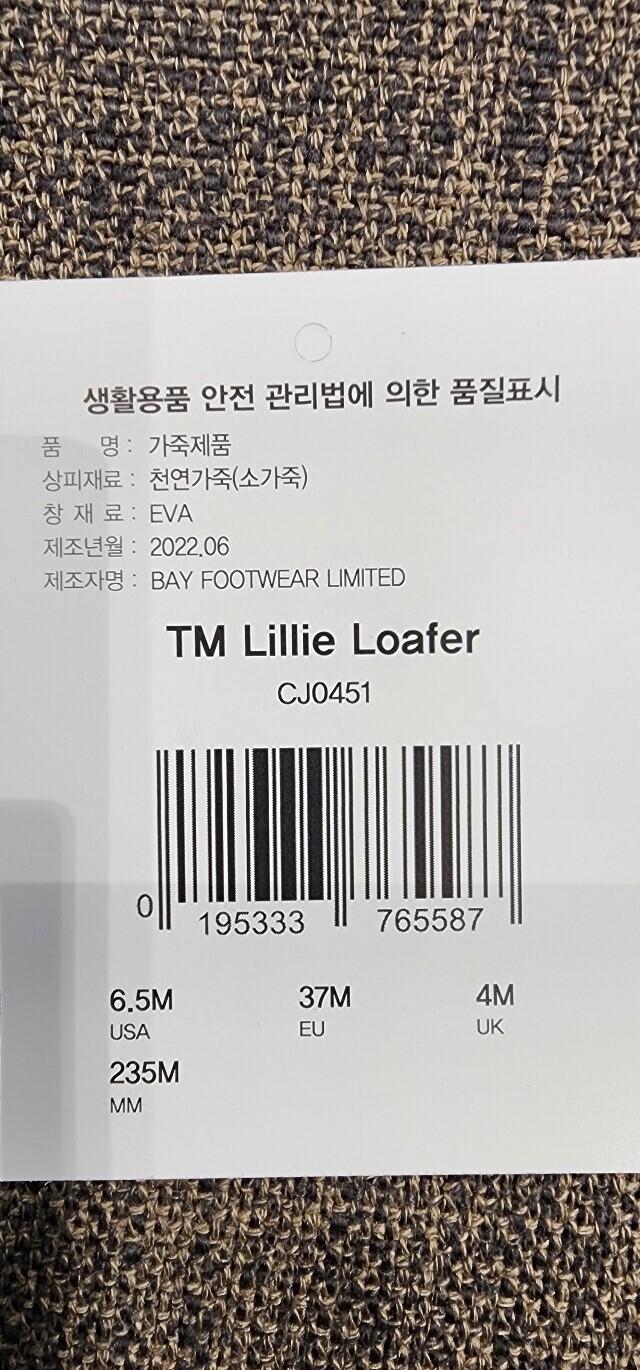 생활용품 안전 관리법에 의한 품질표시
품 명 : 가죽제품
상피재료 : 천연가죽(소가죽)
창 재 료 : EVA
제조년월 : 2022.06
제조자명 : BAY FOOTWEAR LIMITED
TM Lillie Loafer
CJ0451
0 195333 765587
6.5M 37M 4M
USA EU UK
235M
MM